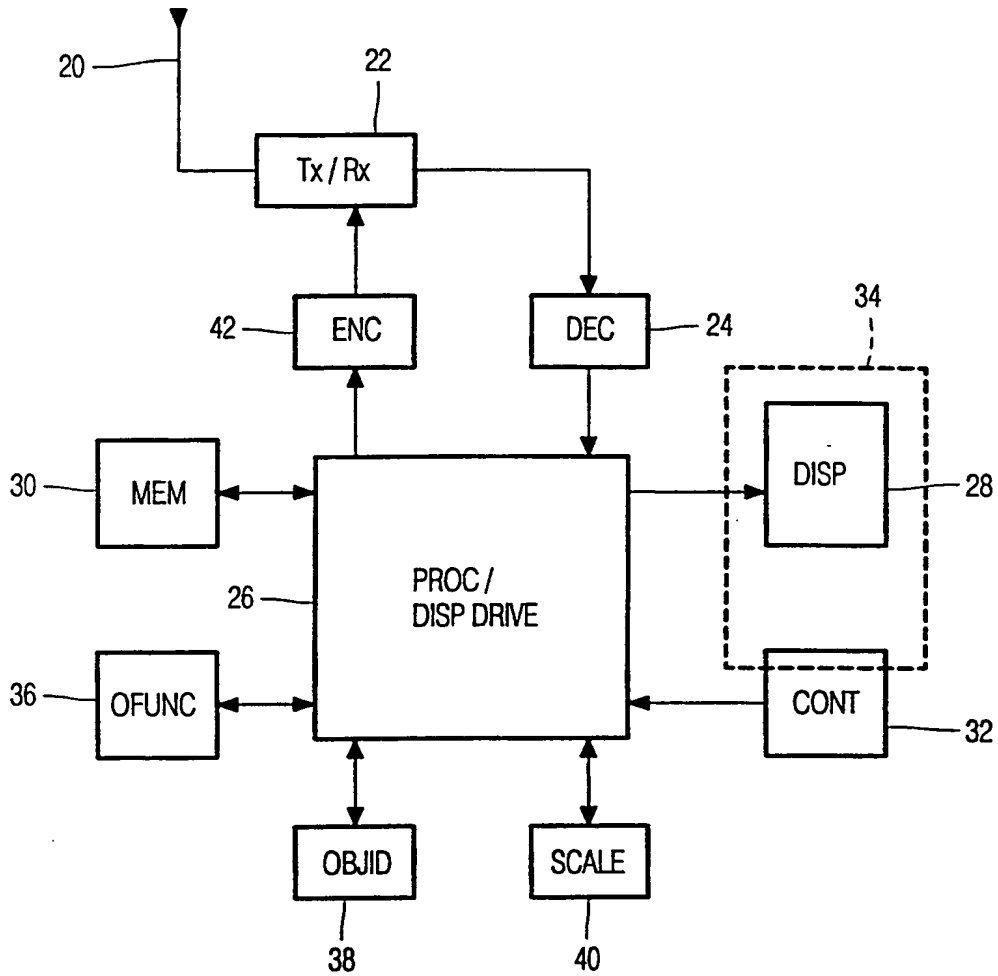 20
22
Tx / Rx
34
42
ENC
DEC
24
30
MEM
DISP
28
26
PROC /
DISP DRIVE
36
OFUNC
CONT
32
OBJID
SCALE
38
40